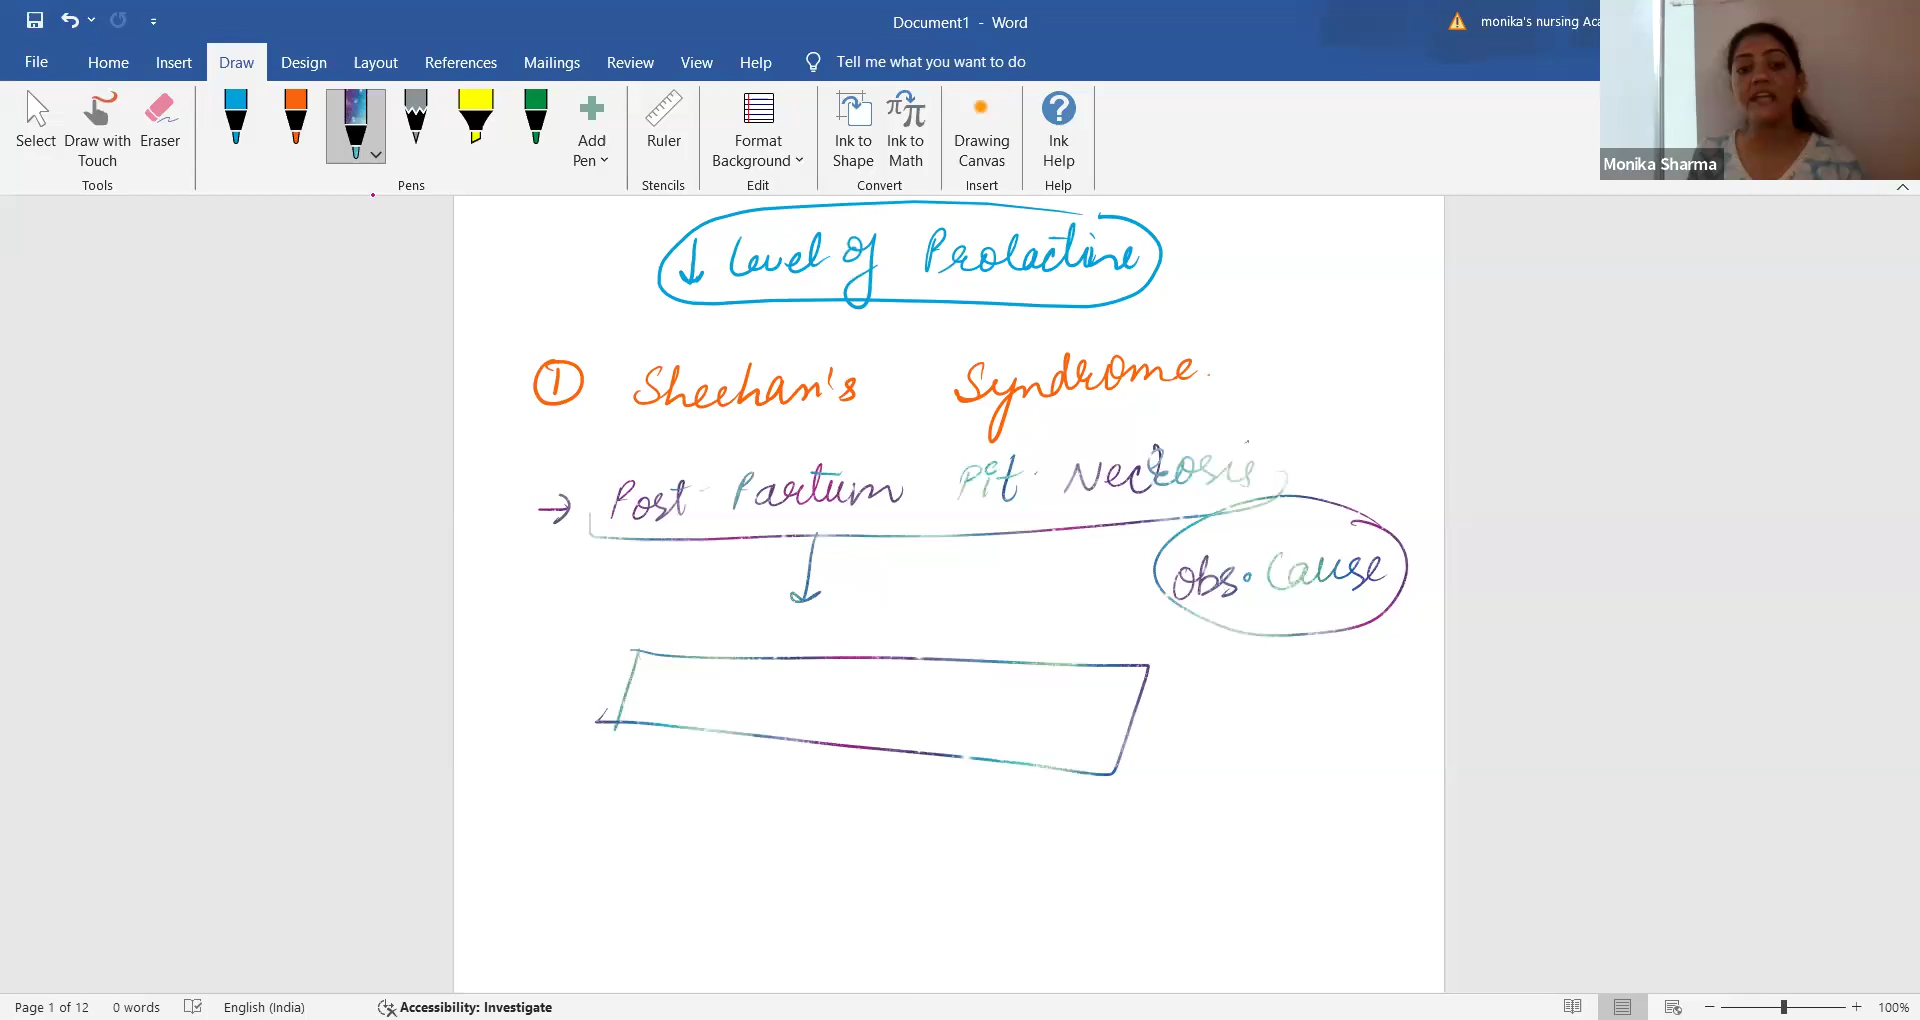 Document1 - Word
monika's nursing Aca
File Home Insert Draw Design Layout References Mailings Review View Help Tell me what you want to do
Select Draw with Touch Eraser
Add Pen
Ruler
Format Background
Ink to Shape
Ink to Math
Drawing Canvas
Ink Help
Tools Pens Stencils Edit Convert Insert Help
Monika Sharma
↓ Level of Prolactine
① Sheehan's Syndrome.
→ Post Partum Pit. Necrosis
Obs. Cause
Page 1 of 12 0 words English (India) Accessibility: Investigate 100%